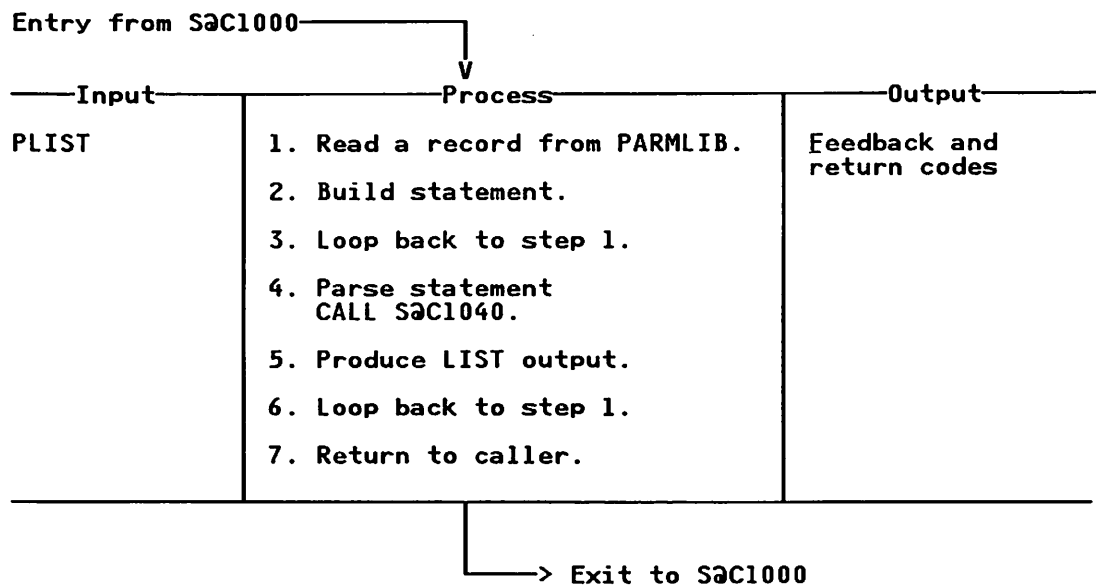 Entry from S∂C1000
Input Process Output
PLIST
1. Read a record from PARMLIB.
2. Build statement.
3. Loop back to step 1.
4. Parse statement
CALL S∂C1040.
5. Produce LIST output.
6. Loop back to step 1.
7. Return to caller.
Feedback and
return codes
Exit to S∂C1000